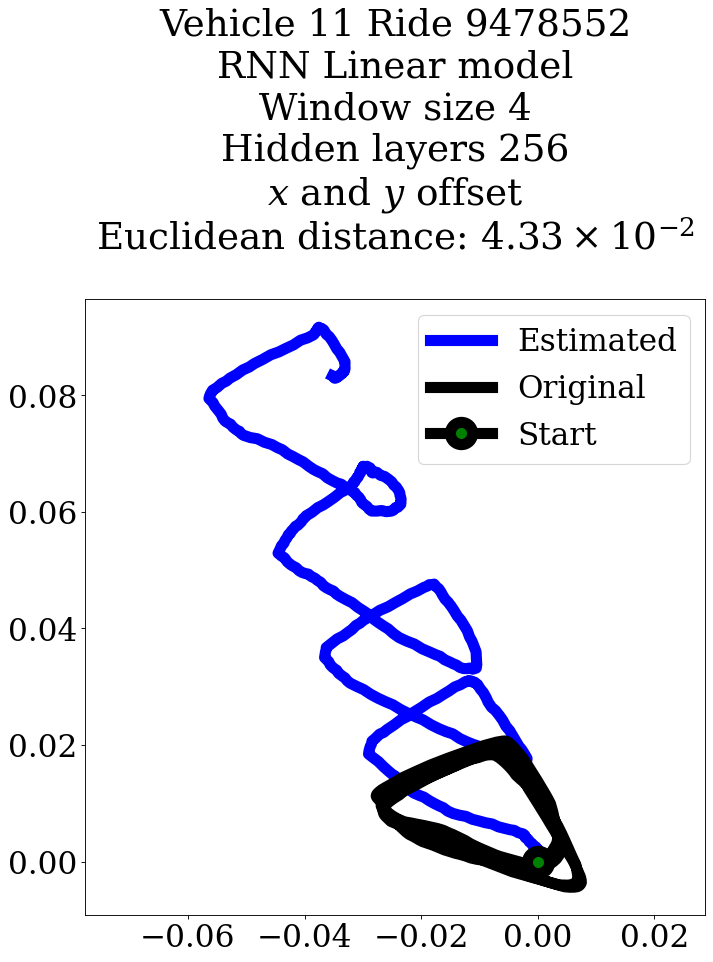 Vehicle 11 Ride 9478552
RNN Linear model
Window size 4
Hidden layers 256
x and y offset
Euclidean distance: 4.33 × 10⁻²
Estimated
Original
Start
0.08
0.06
0.04
0.02
0.00
−0.06 −0.04 −0.02 0.00 0.02